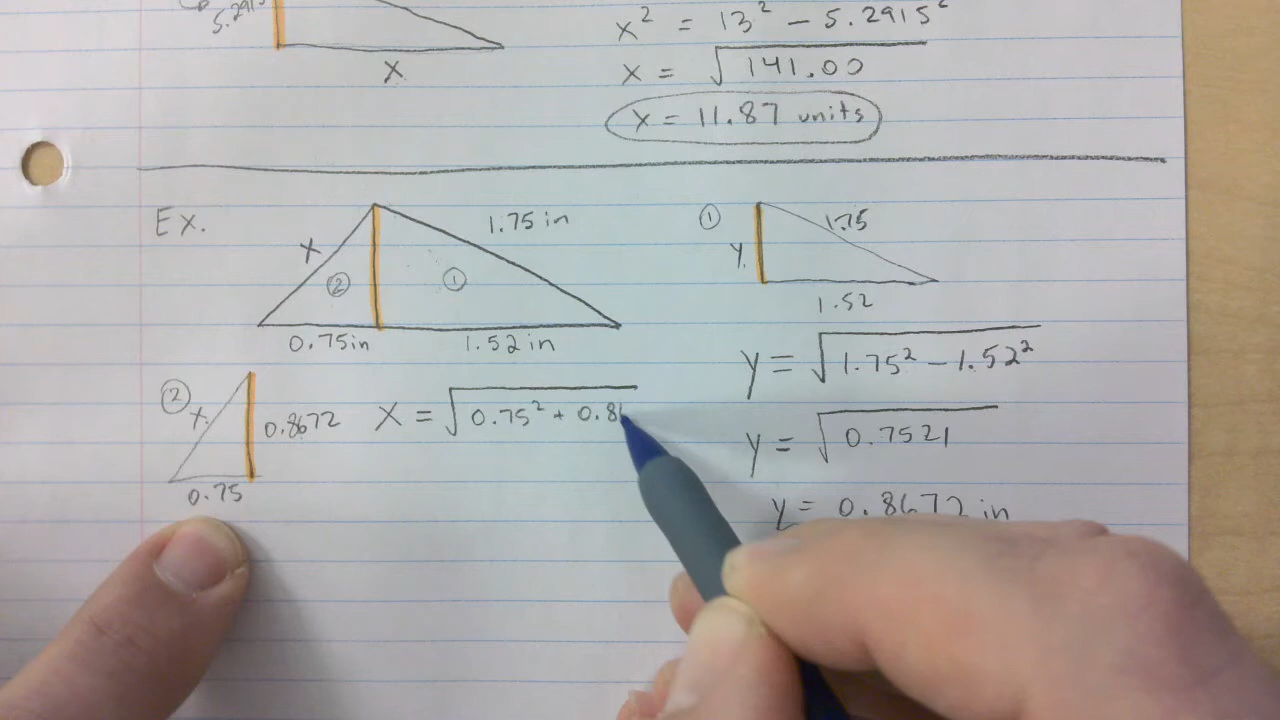 5.2915
x
x² = 13² - 5.2915²
x = √141.00
x = 11.87 units
Ex.
x
1.75 in
②
①
0.75in
1.52 in
①
1.75
y
1.52
y = √1.75² - 1.52²
y = √0.7521
y = 0.8672 in
②
x
0.8672
0.75
x = √0.75² + 0.8